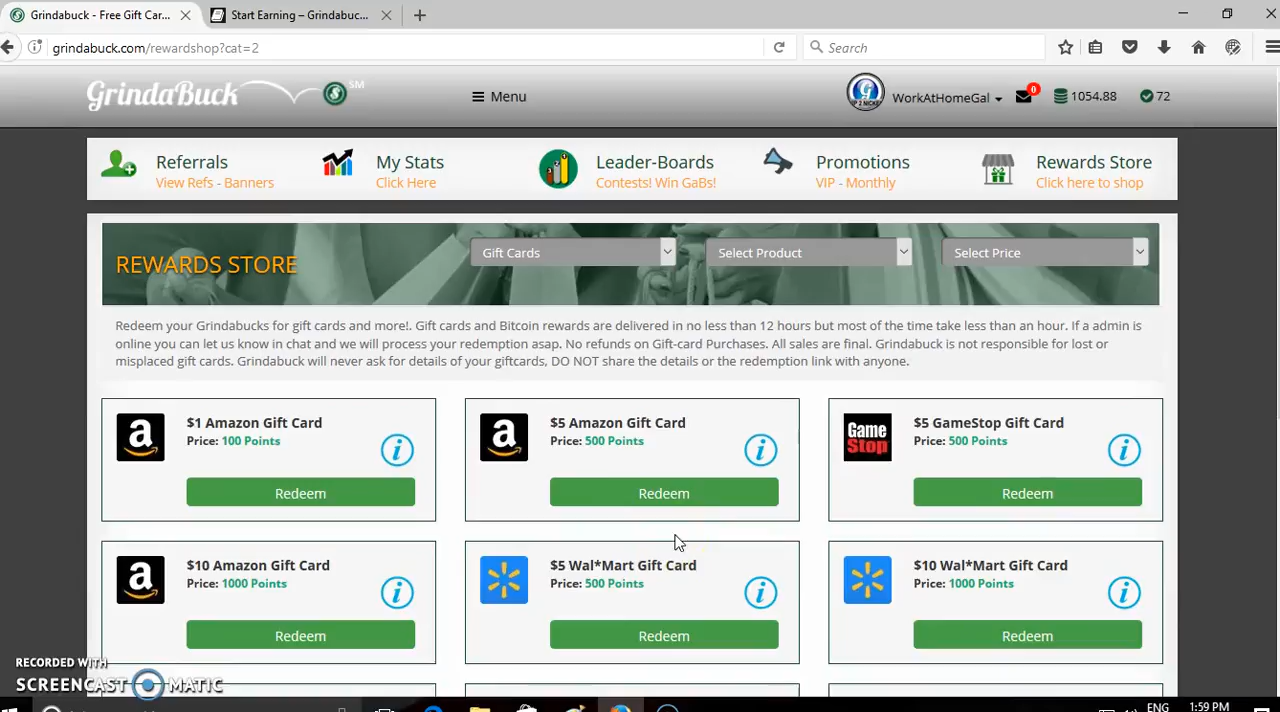 Grindabuck - Free Gift Car...
Start Earning – Grindabuc...
grindabuck.com/rewardshop?cat=2
Search
GrindaBuck SM
Menu
WorkAtHomeGal
0
1054.88
72
Referrals
View Refs - Banners
My Stats
Click Here
Leader-Boards
Contests! Win GaBs!
Promotions
VIP - Monthly
Rewards Store
Click here to shop
REWARDS STORE
Gift Cards
Select Product
Select Price
Redeem your Grindabucks for gift cards and more!. Gift cards and Bitcoin rewards are delivered in no less than 12 hours but most of the time take less than an hour. If a admin is
online you can let us know in chat and we will process your redemption asap. No refunds on Gift-card Purchases. All sales are final. Grindabuck is not responsible for lost or
misplaced gift cards. Grindabuck will never ask for details of your giftcards, DO NOT share the details or the redemption link with anyone.
$1 Amazon Gift Card
Price: 100 Points
Redeem
$5 Amazon Gift Card
Price: 500 Points
Redeem
Game
Stop
$5 GameStop Gift Card
Price: 500 Points
Redeem
$10 Amazon Gift Card
Price: 1000 Points
Redeem
$5 Wal*Mart Gift Card
Price: 500 Points
Redeem
$10 Wal*Mart Gift Card
Price: 1000 Points
Redeem
RECORDED WITH
SCREENCAST MATIC
ENG
1:59 PM